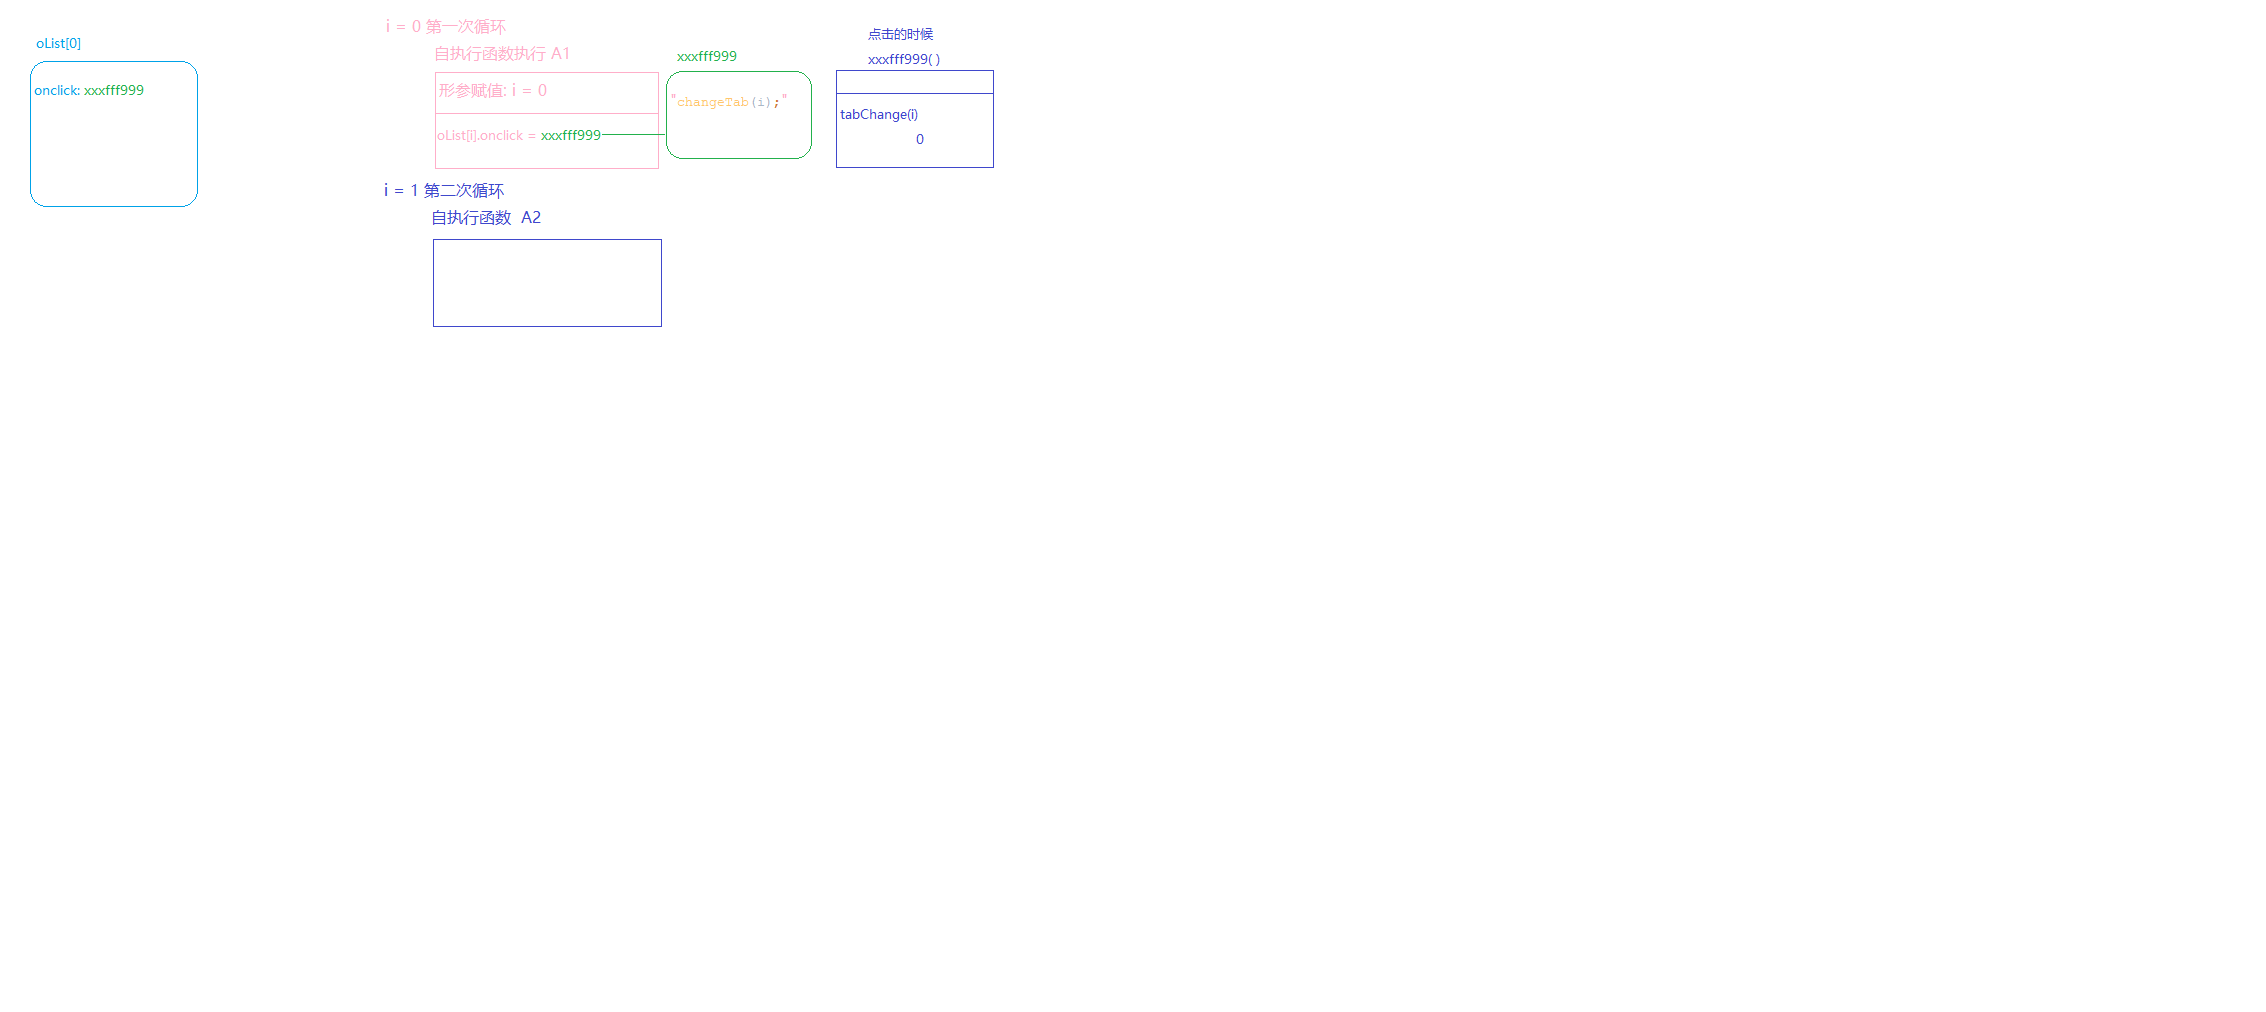 oList[0]
onclick: xxxfff999
i = 0 第一次循环
自执行函数执行 A1
形参赋值: i = 0
oList[i].onclick = xxxfff999
xxxfff999
"changeTab(i);"
点击的时候
xxxfff999( )
tabChange(i)
0
i = 1 第二次循环
自执行函数 A2